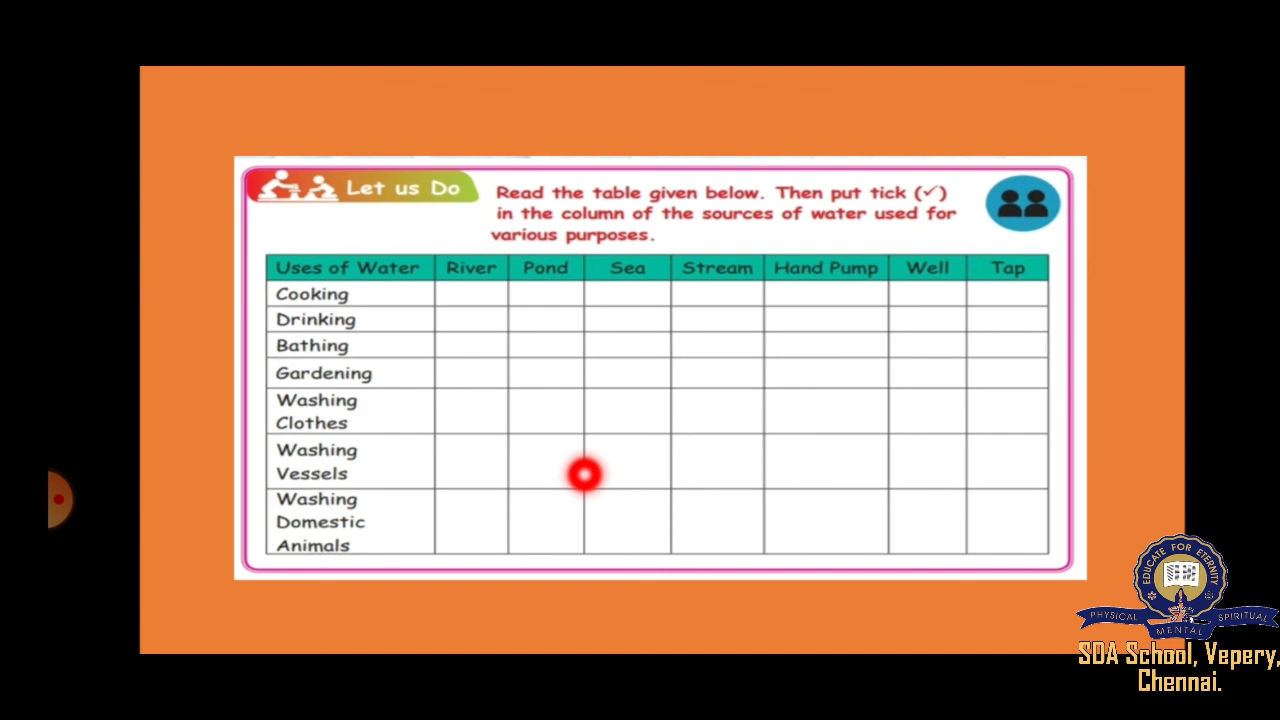 Let us Do
Read the table given below. Then put tick (✓)
in the column of the sources of water used for
various purposes.
Uses of Water River Pond Sea Stream Hand Pump Well Tap
Cooking
Drinking
Bathing
Gardening
Washing
Clothes
Washing
Vessels
Washing
Domestic
Animals
EDUCATE FOR ETERNITY
PHYSICAL MENTAL SPIRITUAL
SDA School, Vepery,
Chennai.